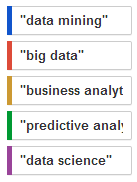 "data mining"
"big data"
"business analyt
"predictive analy
"data science"